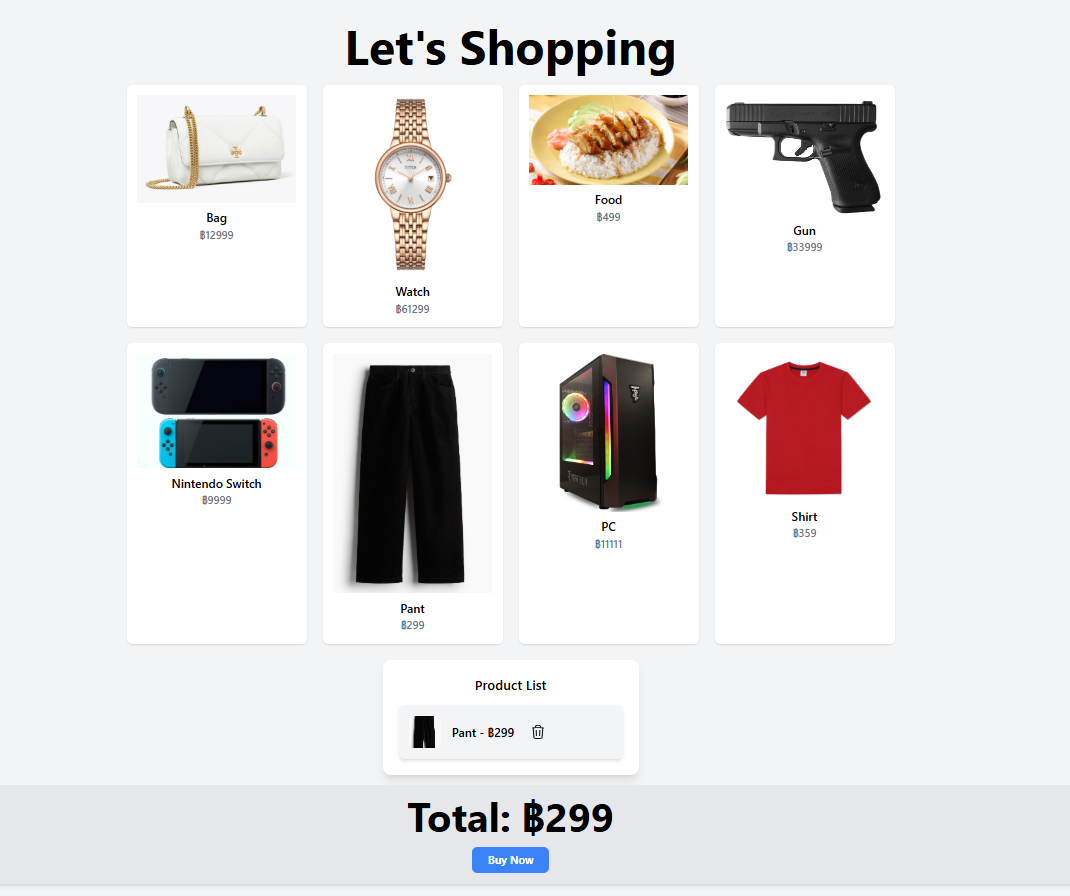 Let's Shopping
Bag
฿12999
Watch
฿61299
Food
฿499
Gun
฿33999
Nintendo Switch
฿9999
Pant
฿299
PC
฿11111
Shirt
฿359
Product List
Pant - ฿299
Total: ฿299
Buy Now